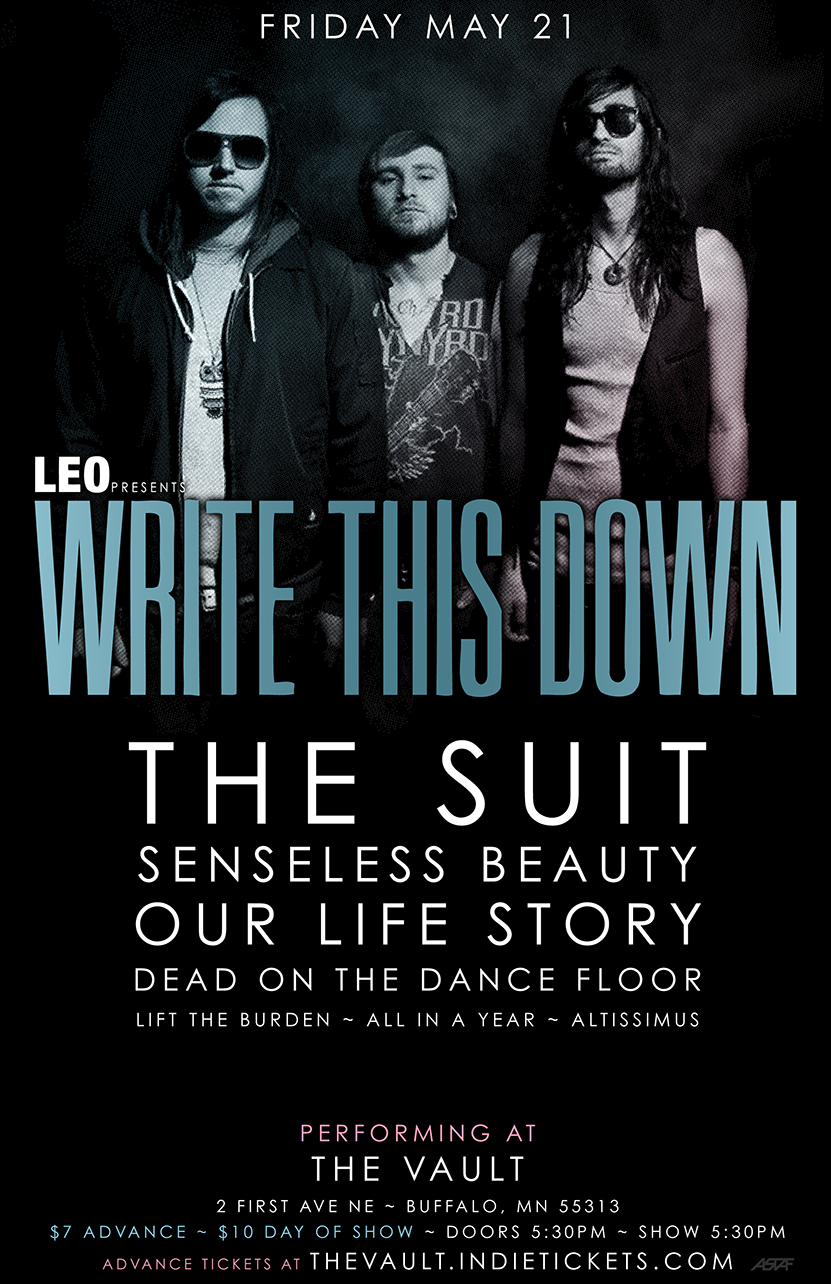 FRIDAY MAY 21
LEO PRESENTS
WRITE THIS DOWN
THE SUIT
SENSELESS BEAUTY
OUR LIFE STORY
DEAD ON THE DANCE FLOOR
LIFT THE BURDEN ~ ALL IN A YEAR ~ ALTISSIMUS
PERFORMING AT
THE VAULT
2 FIRST AVE NE ~ BUFFALO, MN 55313
$7 ADVANCE ~ $10 DAY OF SHOW ~ DOORS 5:30PM ~ SHOW 5:30PM
ADVANCE TICKETS AT THEVAULT.INDIETICKETS.COM